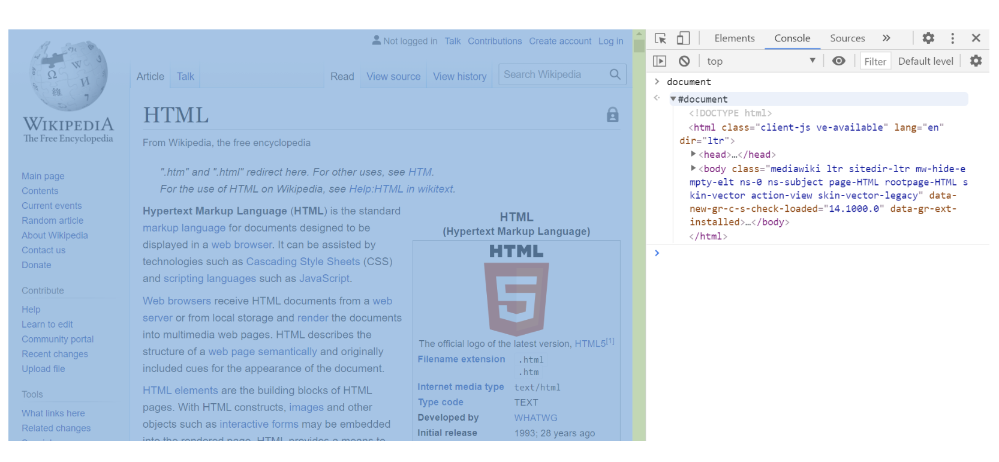 Not logged in Talk Contributions Create account Log in
Article Talk Read View source View history Search Wikipedia
WIKIPEDIA
The Free Encyclopedia
Main page
Contents
Current events
Random article
About Wikipedia
Contact us
Donate
Contribute
Help
Learn to edit
Community portal
Recent changes
Upload file
Tools
What links here
Related changes
HTML
From Wikipedia, the free encyclopedia
".htm" and ".html" redirect here. For other uses, see HTM.
For the use of HTML on Wikipedia, see Help:HTML in wikitext.
Hypertext Markup Language (HTML) is the standard
markup language for documents designed to be
displayed in a web browser. It can be assisted by
technologies such as Cascading Style Sheets (CSS)
and scripting languages such as JavaScript.
Web browsers receive HTML documents from a web
server or from local storage and render the documents
into multimedia web pages. HTML describes the
structure of a web page semantically and originally
included cues for the appearance of the document.
HTML elements are the building blocks of HTML
pages. With HTML constructs, images and other
objects such as interactive forms may be embedded
into the rendered page. HTML provides a means to
HTML
(Hypertext Markup Language)
HTML
5
The official logo of the latest version, HTML5[1]
Filename extension .html
.htm
Internet media type text/html
Type code TEXT
Developed by WHATWG
Initial release 1993; 28 years ago
Elements Console Sources »
top Filter Default level
> document
#document
<!DOCTYPE html>
<html class="client-js ve-available" lang="en"
dir="ltr">
<head>…</head>
<body class="mediawiki ltr sitedir-ltr mw-hide-e
mpty-elt ns-0 ns-subject page-HTML rootpage-HTML s
kin-vector action-view skin-vector-legacy" data-
new-gr-c-s-check-loaded="14.1000.0" data-gr-ext-
installed>…</body>
</html>